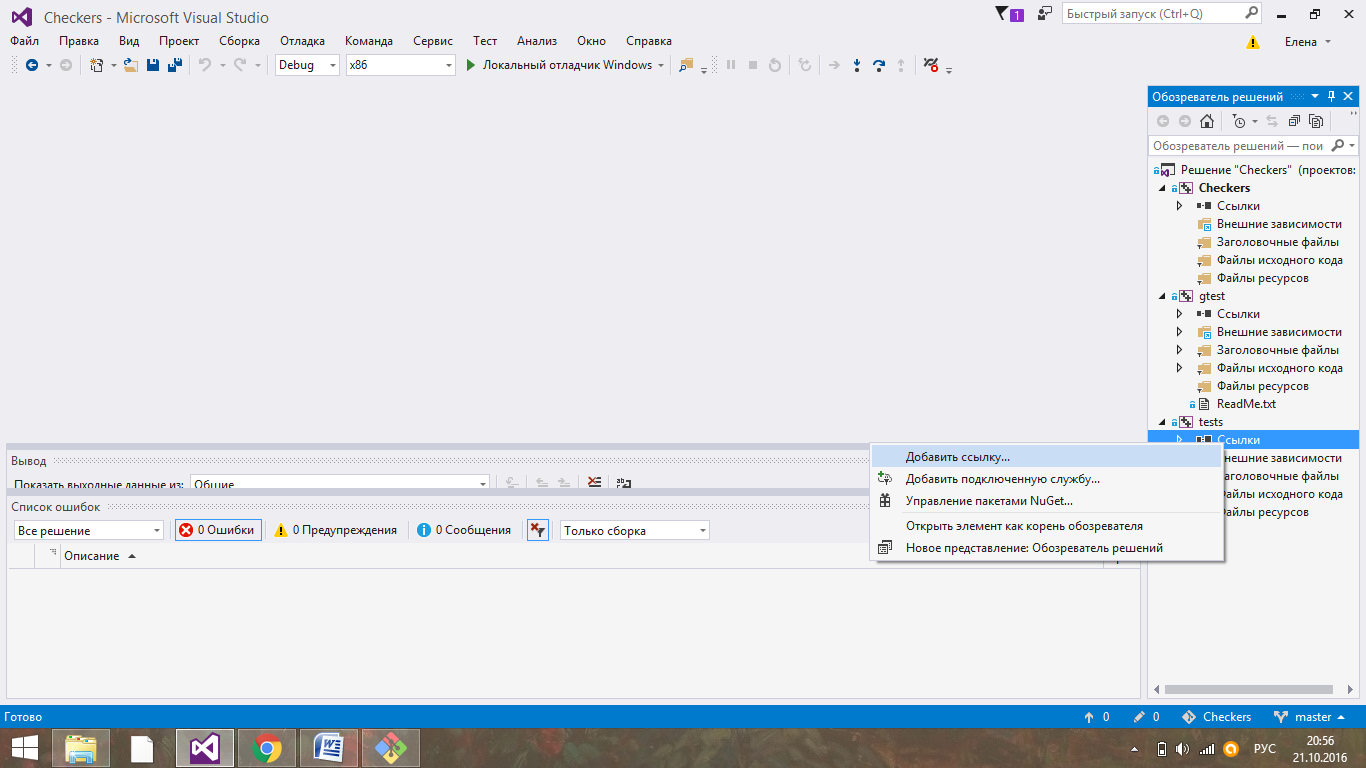 Checkers - Microsoft Visual Studio
1
Быстрый запуск (Ctrl+Q)
Файл Правка Вид Проект Сборка Отладка Команда Сервис Тест Анализ Окно Справка
Елена
Debug x86 Локальный отладчик Windows
Обозреватель решений
Обозреватель решений — пои
Решение "Checkers" (проектов:
Checkers
Ссылки
Внешние зависимости
Заголовочные файлы
Файлы исходного кода
Файлы ресурсов
gtest
Ссылки
Внешние зависимости
Заголовочные файлы
Файлы исходного кода
Файлы ресурсов
ReadMe.txt
tests
Ссылки
нешние зависимости
аголовочные файлы
айлы исходного кода
айлы ресурсов
Добавить ссылку...
Добавить подключенную службу...
Управление пакетами NuGet...
Открыть элемент как корень обозревателя
Новое представление: Обозреватель решений
Вывод
Показать выходные данные из: Общие
Список ошибок
Все решение 0 Ошибки 0 Предупреждения 0 Сообщения Только сборка
Описание
Готово
0 0 Checkers master
РУС
20:56
21.10.2016